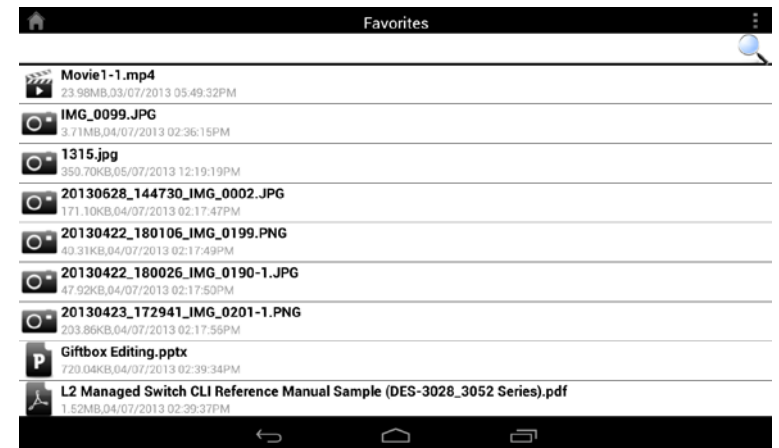 Favorites
Movie1-1.mp4
23.98MB,03/07/2013 05:49:32PM
IMG_0099.JPG
3.71MB,04/07/2013 02:36:15PM
1315.jpg
350.70KB,05/07/2013 12:19:19PM
20130628_144730_IMG_0002.JPG
171.10KB,04/07/2013 02:17:47PM
20130422_180106_IMG_0199.PNG
40.31KB,04/07/2013 02:17:49PM
20130422_180026_IMG_0190-1.JPG
47.92KB,04/07/2013 02:17:50PM
20130423_172941_IMG_0201-1.PNG
203.86KB,04/07/2013 02:17:56PM
P
Giftbox Editing.pptx
720.04KB,04/07/2013 02:39:34PM
L2 Managed Switch CLI Reference Manual Sample (DES-3028_3052 Series).pdf
1.52MB,04/07/2013 02:39:37PM